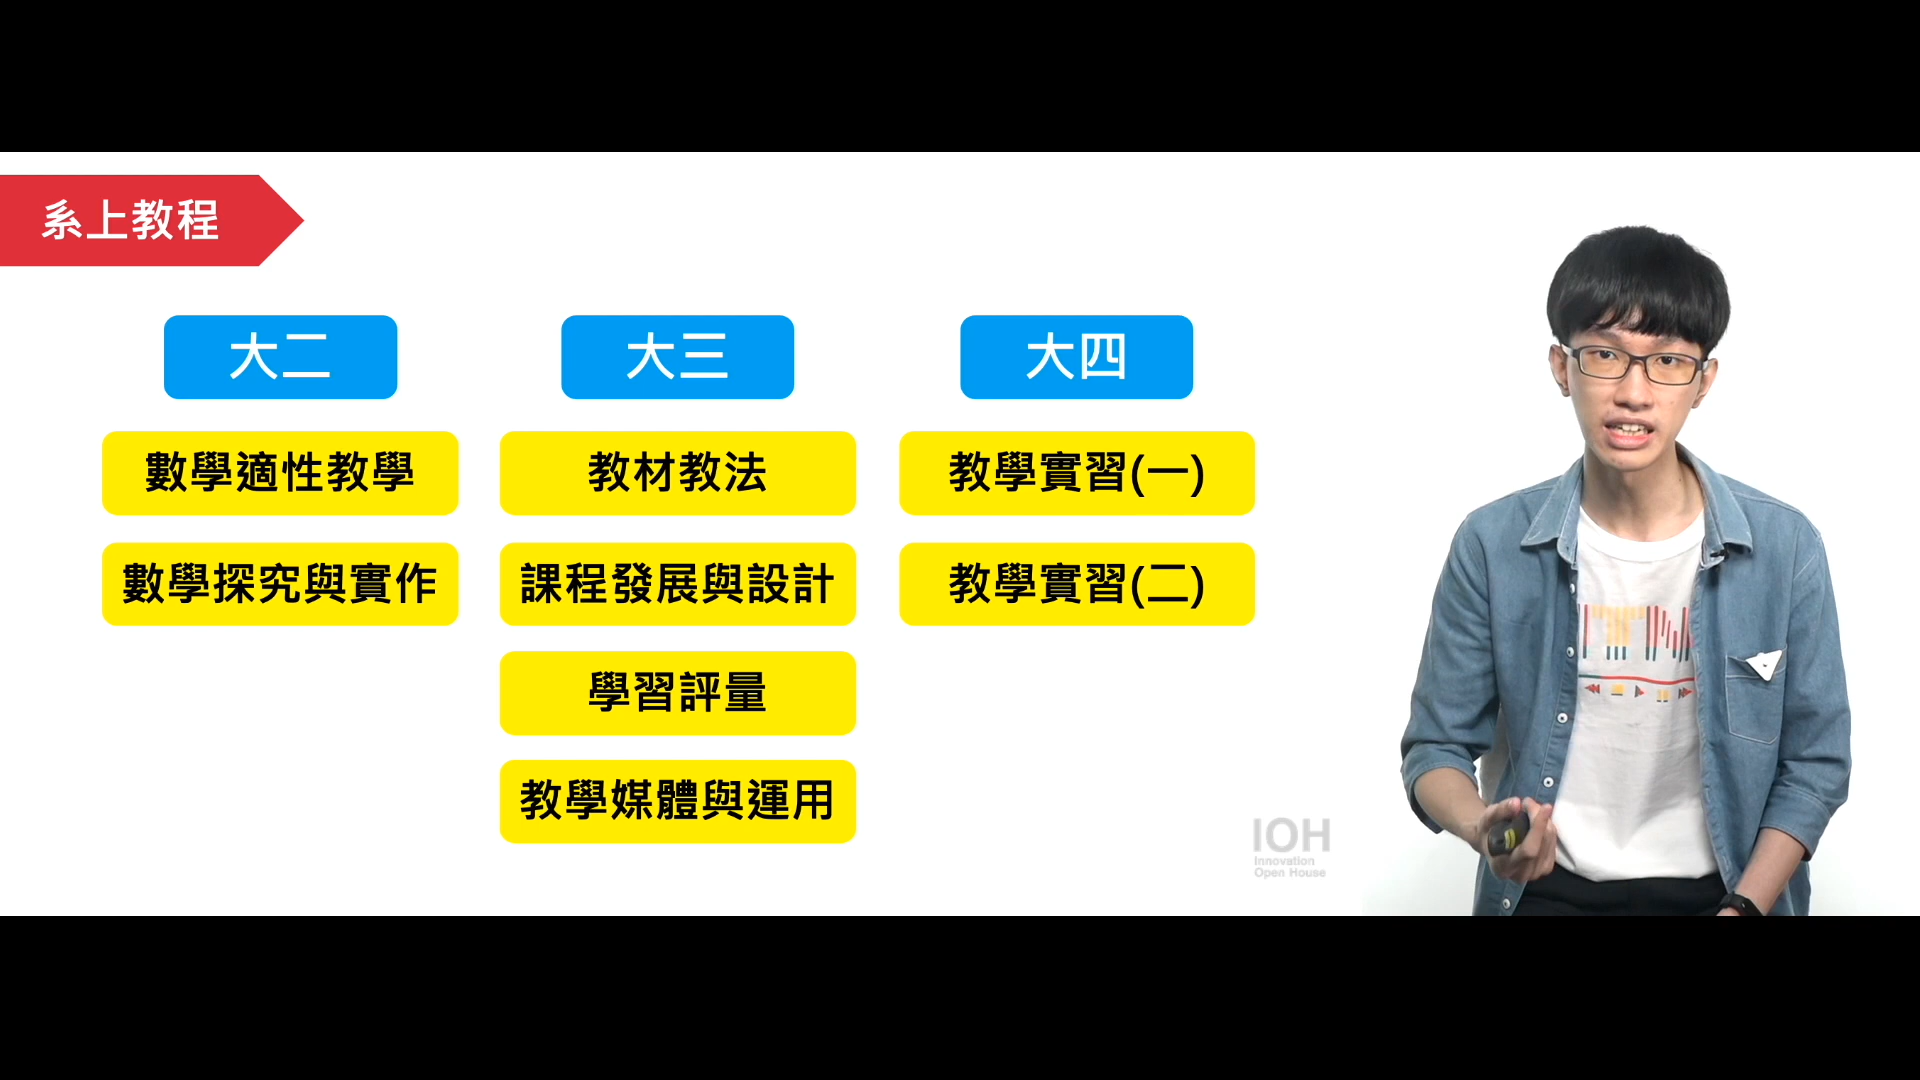 系上教程
大二
大三
大四
數學適性教學
教材教法
教學實習(一)
數學探究與實作
課程發展與設計
教學實習(二)
學習評量
教學媒體與運用
IOH
Innovation
Open House